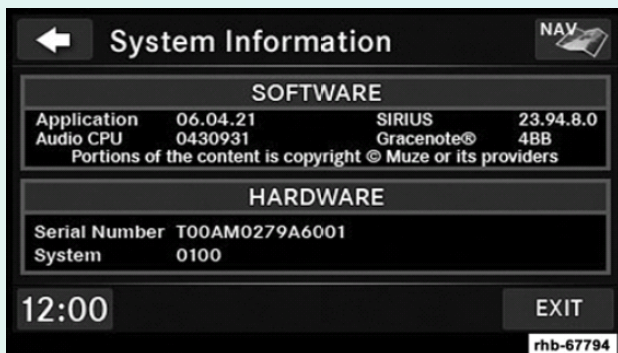 System Information
NAV
SOFTWARE
Application 06.04.21 SIRIUS 23.94.8.0
Audio CPU 0430931 Gracenote® 4BB
Portions of the content is copyright © Muze or its providers
HARDWARE
Serial Number T00AM0279A6001
System 0100
12:00 EXIT
rhb-67794